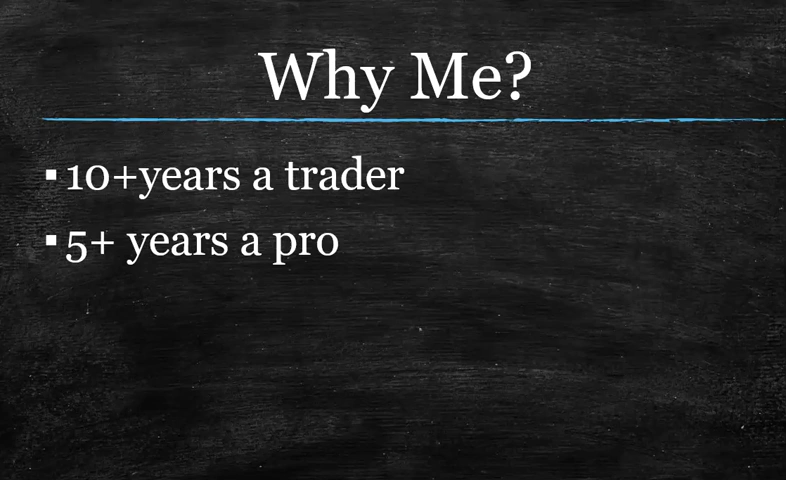 Why Me?
▪ 10+years a trader
▪ 5+ years a pro